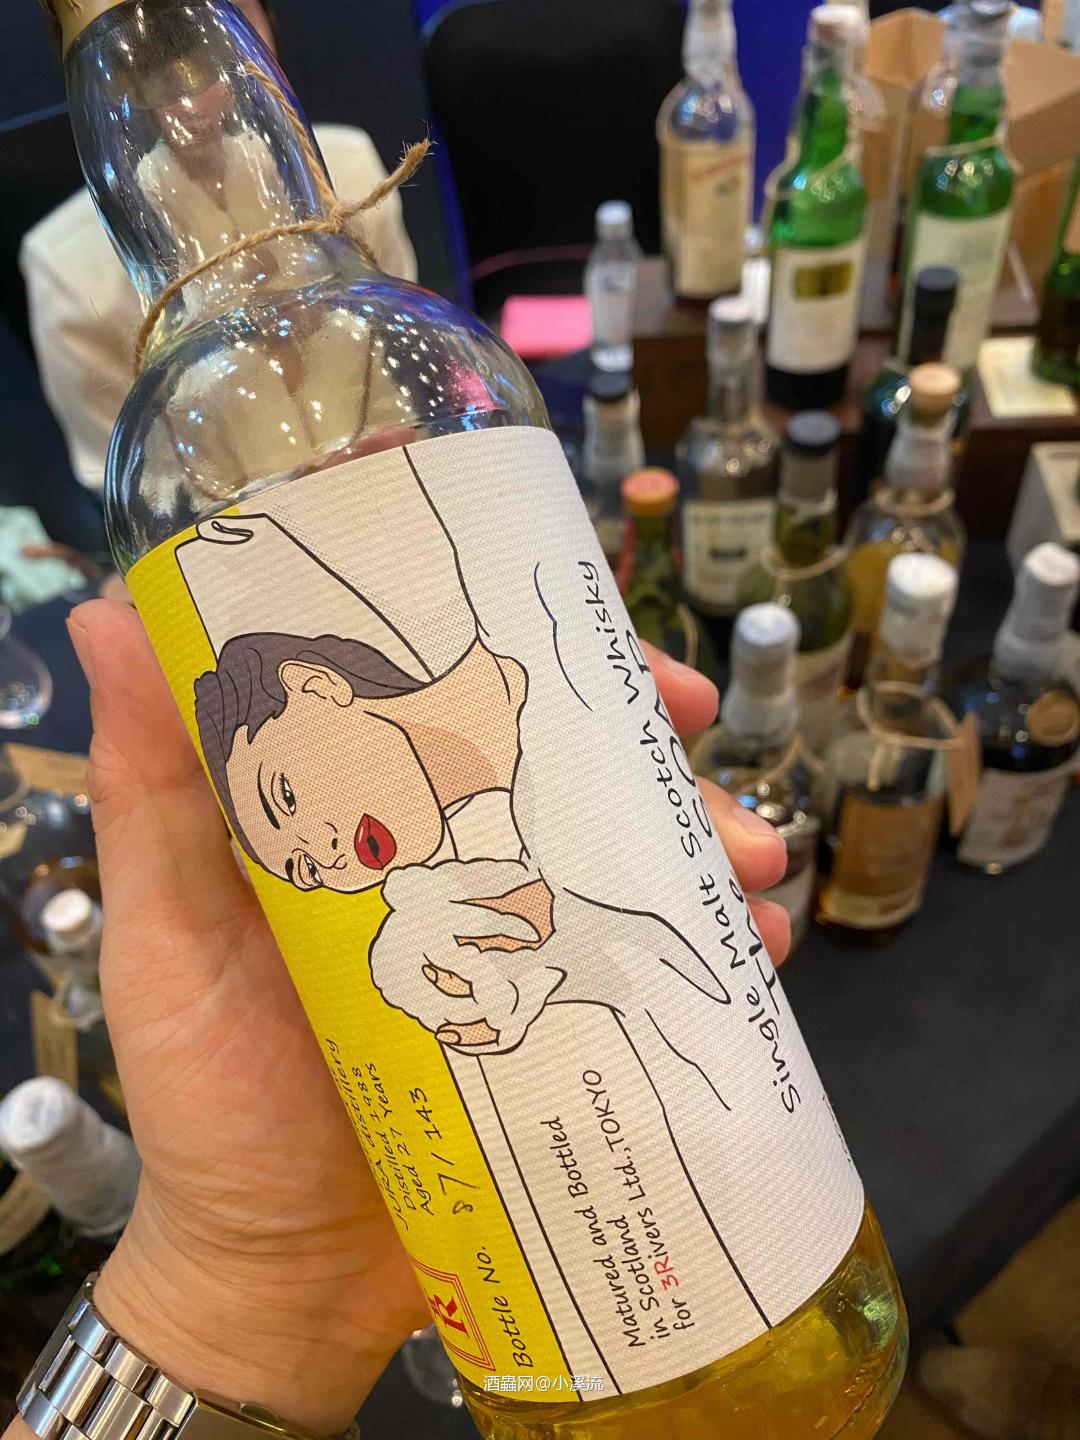 Single Malt Scotch Whisky
The SOAP
JURA distillery
Distilled 1988
Aged 27 Years
Bottle No. 87/143
R
Matured and Bottled
in Scotland
for 3Rivers Ltd.,TOKYO
酒蟲网@小溪流